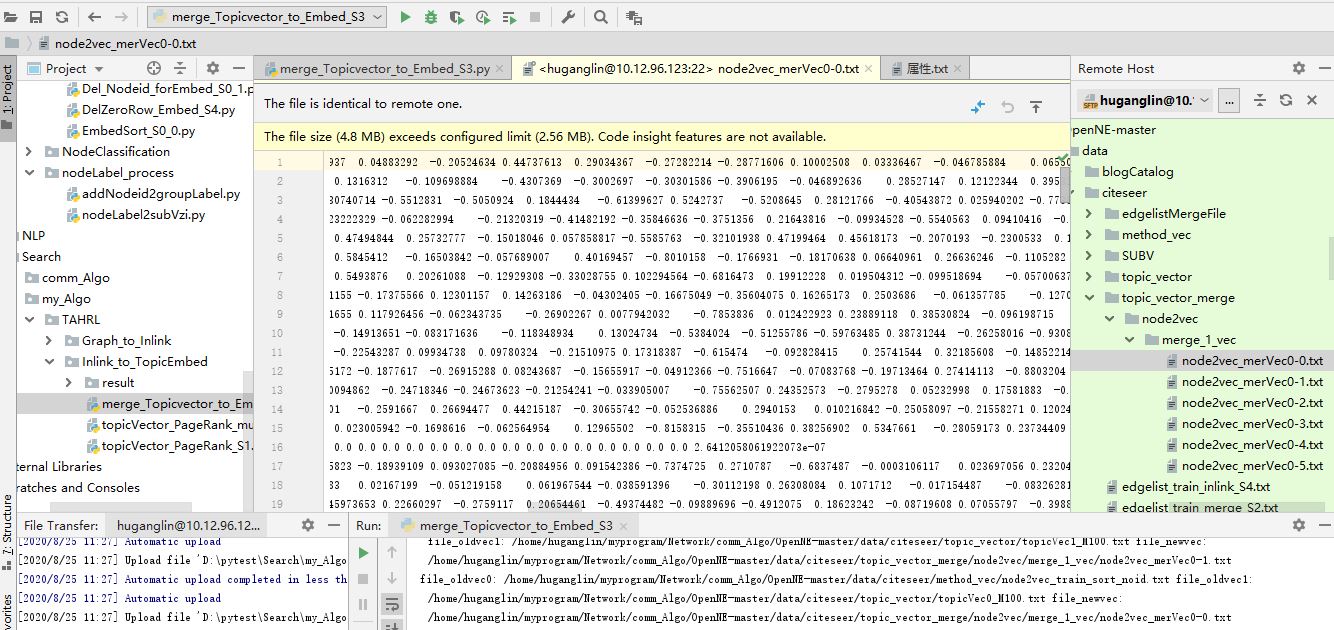 merge_Topicvector_to_Embed_S3
node2vec_merVec0-0.txt
1: Project
7: Structure
Project
Del_Nodeid_forEmbed_S0_1.p
DelZeroRow_Embed_S4.py
EmbedSort_S0_0.py
NodeClassification
nodeLabel_process
addNodeid2groupLabel.py
nodeLabel2subVzi.py
NLP
Search
comm_Algo
my_Algo
TAHRL
Graph_to_Inlink
Inlink_to_TopicEmbed
result
merge_Topicvector_to_Em
topicVector_PageRank_mu
topicVector_PageRank_S1.
ternal Libraries
ratches and Consoles
merge_Topicvector_to_Embed_S3.py
<huganglin@10.12.96.123:22> node2vec_merVec0-0.txt
属性.txt
The file is identical to remote one.
The file size (4.8 MB) exceeds configured limit (2.56 MB). Code insight features are not available.
1 937 0.04883292 -0.20524634 0.44737613 0.29034367 -0.27282214 -0.28771606 0.10002508 0.03336467 -0.046785884 0.0655
2 0.1316312 -0.109698884 -0.4307369 -0.3002697 -0.30301586 -0.3906195 -0.046892636 0.28527147 0.12122344 0.395
3 30740714 -0.5512831 -0.5050924 0.1844434 -0.61399627 0.5242737 -0.5208645 0.28121766 -0.40543872 0.025940202 -0.77
4 23222329 -0.062282994 -0.21320319 -0.41482192 -0.35846636 -0.3751356 0.21643816 -0.09934528 -0.5540563 0.09410416 -0.
5 0.47494844 0.25732777 -0.15018046 0.057858817 -0.5585763 -0.32101938 0.47199464 0.45618173 -0.2070193 -0.2300533 0.1
6 0.5845412 -0.16503842 -0.057689007 0.40169457 -0.8010158 -0.1766931 -0.18170638 0.06640961 0.26636246 -0.1105282
7 0.5493876 0.20261088 -0.12929308 -0.33028755 0.102294564 -0.6816473 0.19912228 0.019504312 -0.099518694 -0.05700637
8 1155 -0.17375566 0.12301157 0.14263186 -0.04302405 -0.16675049 -0.35604075 0.16265173 0.2503686 -0.061357785 -0.127
9 1655 0.117926456 -0.062343735 -0.26902267 0.0077942032 -0.7853836 0.012422923 0.23889118 0.38530824 -0.096198715
10 -0.14913651 -0.083171636 -0.118348934 0.13024734 -0.5384024 -0.51255786 -0.59763485 0.38731244 -0.26258016 -0.9308
11 -0.22543287 0.09934738 0.09780324 -0.21510975 0.17318387 -0.615474 -0.092828415 0.25741544 0.32185608 -0.14852214
12 5172 -0.1877617 -0.26915288 0.08243687 -0.15655917 -0.04912366 -0.7516647 -0.07083768 -0.19713464 0.27414113 -0.8803204
13 0094862 -0.24718346 -0.24673623 -0.21254241 -0.033905007 -0.75562507 0.24352573 -0.2795278 0.05232998 0.17581883 -0.
14 01 -0.2591667 0.26694477 0.44215187 -0.30655742 -0.052536886 0.2940153 0.010216842 -0.25058097 -0.21558271 0.12024
15 0.023005942 -0.1698616 -0.062564954 0.12965502 -0.8158315 -0.35510436 0.38256902 0.5347661 -0.28059173 0.23734409
16 0.0 0.0 0.0 0.0 0.0 0.0 0.0 0.0 0.0 0.0 0.0 0.0 0.0 0.0 2.6412058061922073e-07
17 5823 -0.18939109 0.093027085 -0.20884956 0.091542386 -0.7374725 0.2710787 -0.6837487 -0.0003106117 0.023697056 0.23204
18 83 0.02167199 -0.051219158 0.061967544 -0.038591396 -0.30112198 0.26308084 0.1071712 -0.017154487 -0.08326281
19 45973653 0.22660297 -0.2759117 0.20654461 -0.49374482 -0.09889696 -0.4912075 0.18623242 -0.08719608 0.07055797 -0.3988
Remote Host
huganglin@10.'
...
penNE-master
data
blogCatalog
citeseer
edgelistMergeFile
method_vec
SUBV
topic_vector
topic_vector_merge
node2vec
merge_1_vec
node2vec_merVec0-0.txt
node2vec_merVec0-1.txt
node2vec_merVec0-2.txt
node2vec_merVec0-3.txt
node2vec_merVec0-4.txt
node2vec_merVec0-5.txt
edgelist_train_inlink_S4.txt
edgelist_train_merge_S2.txt
File Transfer: huganglin@10.12.96.12...
[2020/8/25 11:27] Automatic upload
[2020/8/25 11:27] Upload file 'D:\pytest\Search\my_Algo
[2020/8/25 11:27] Automatic upload completed in less th
[2020/8/25 11:27] Automatic upload
[2020/8/25 11:27] Upload file 'D:\pytest\Search\my_Algo
Run: merge_Topicvector_to_Embed_S3
file_oldvec1: /home/huganglin/myprogram/Network/comm_Algo/OpenNE-master/data/citeseer/topic_vector/topicVec1_M100.txt file_newvec:
/home/huganglin/myprogram/Network/comm_Algo/OpenNE-master/data/citeseer/topic_vector_merge/node2vec/merge_1_vec/node2vec_merVec0-1.txt
file_oldvec0: /home/huganglin/myprogram/Network/comm_Algo/OpenNE-master/data/citeseer/method_vec/node2vec_train_sort_noid.txt file_oldvec1:
/home/huganglin/myprogram/Network/comm_Algo/OpenNE-master/data/citeseer/topic_vector/topicVec0_M100.txt file_newvec:
/home/huganglin/myprogram/Network/comm_Algo/OpenNE-master/data/citeseer/topic_vector_merge/node2vec/merge_1_vec/node2vec_merVec0-0.txt
vorites